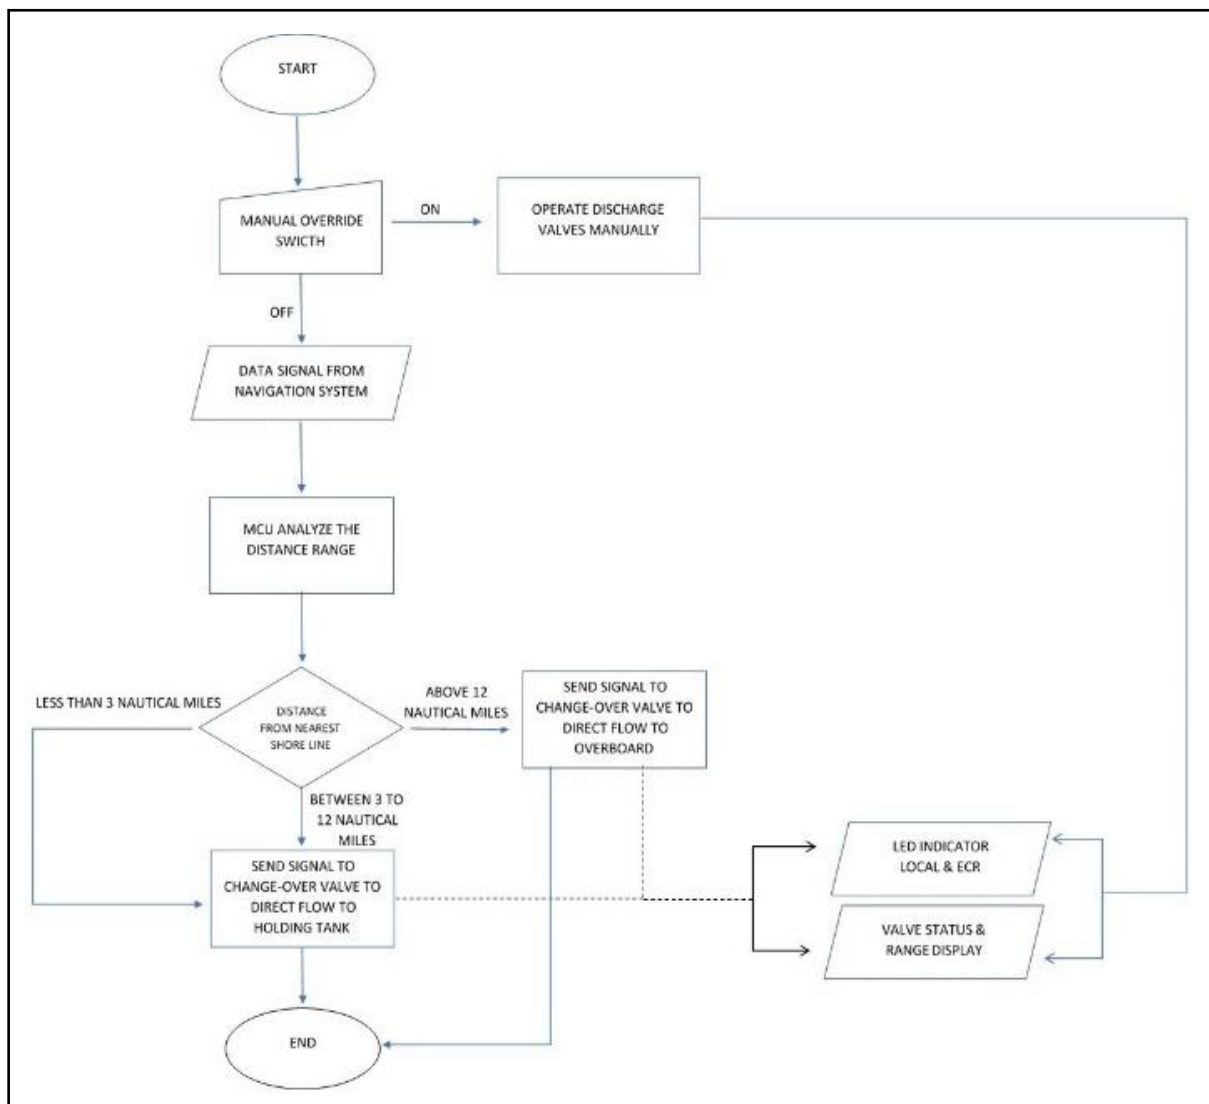 START
MANUAL OVERRIDE
SWICTH
ON
OPERATE DISCHARGE
VALVES MANUALLY
OFF
DATA SIGNAL FROM
NAVIGATION SYSTEM
MCU ANALYZE THE
DISTANCE RANGE
LESS THAN 3 NAUTICAL MILES
DISTANCE
FROM NEAREST
SHORE LINE
ABOVE 12
NAUTICAL MILES
SEND SIGNAL TO
CHANGE-OVER VALVE TO
DIRECT FLOW TO
OVERBOARD
BETWEEN 3 TO
12 NAUTICAL
MILES
SEND SIGNAL TO
CHANGE-OVER VALVE TO
DIRECT FLOW TO
HOLDING TANK
LED INDICATOR
LOCAL & ECR
VALVE STATUS &
RANGE DISPLAY
END